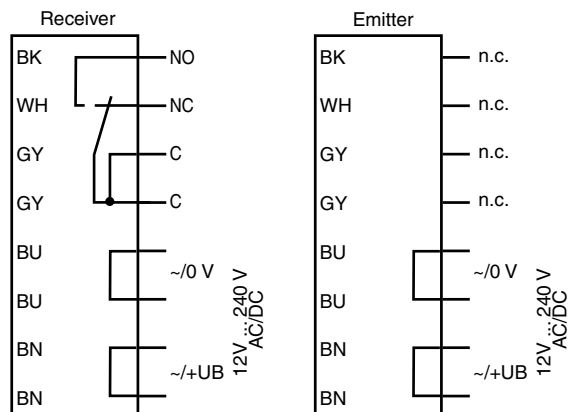 Receiver
BK NO
WH NC
GY C
GY C
BU
~/0 V
BU
BN
~/+UB
BN
12V ...240 V
AC/DC
Emitter
BK n.c.
WH n.c.
GY n.c.
GY n.c.
BU
~/0 V
BU
BN
~/+UB
BN
12V ...240 V
AC/DC